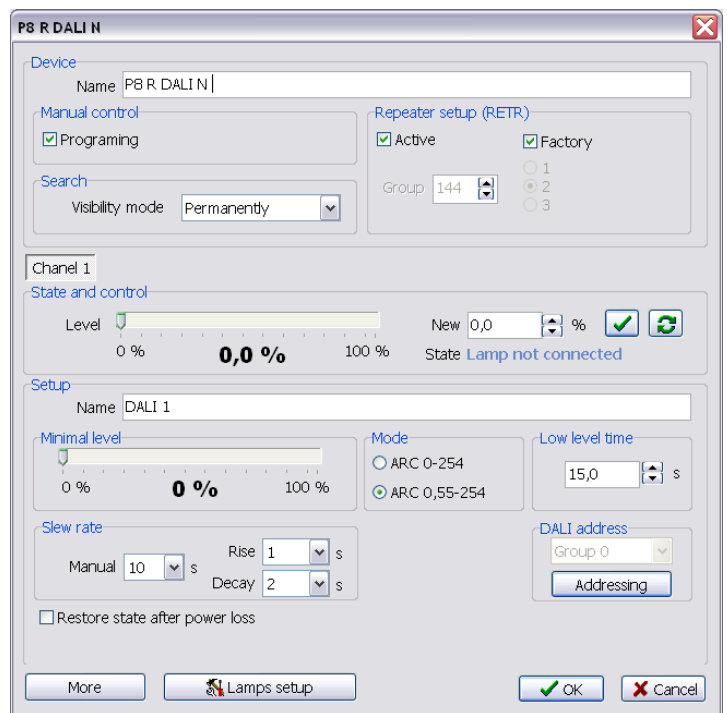 P8 R DALI N
Device
Name P8 R DALI N
Manual control
Programing
Repeater setup (RETR)
Active
Factory
Group 144
1
2
3
Search
Visibility mode Permanently
Chanel 1
State and control
Level
0 % 0,0 % 100 %
New 0,0 %
State Lamp not connected
Setup
Name DALI 1
Minimal level
0 % 0 % 100 %
Mode
ARC 0-254
ARC 0,55-254
Low level time
15,0 s
Slew rate
Manual 10 s
Rise 1 s
Decay 2 s
DALI address
Group 0
Addressing
Restore state after power loss
More Lamps setup OK Cancel